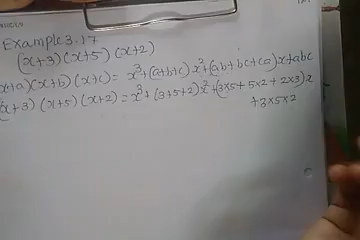 Example 3.17
(x+3)(x+5)(x+2)
x+a)(x+b)(x+c) = x³+(a+b+c)x²+(ab+bc+ca)x+abc
(x+3)(x+5)(x+2) = x³+(3+5+2)x²+(3×5+5×2+2×3)x
+3×5×2